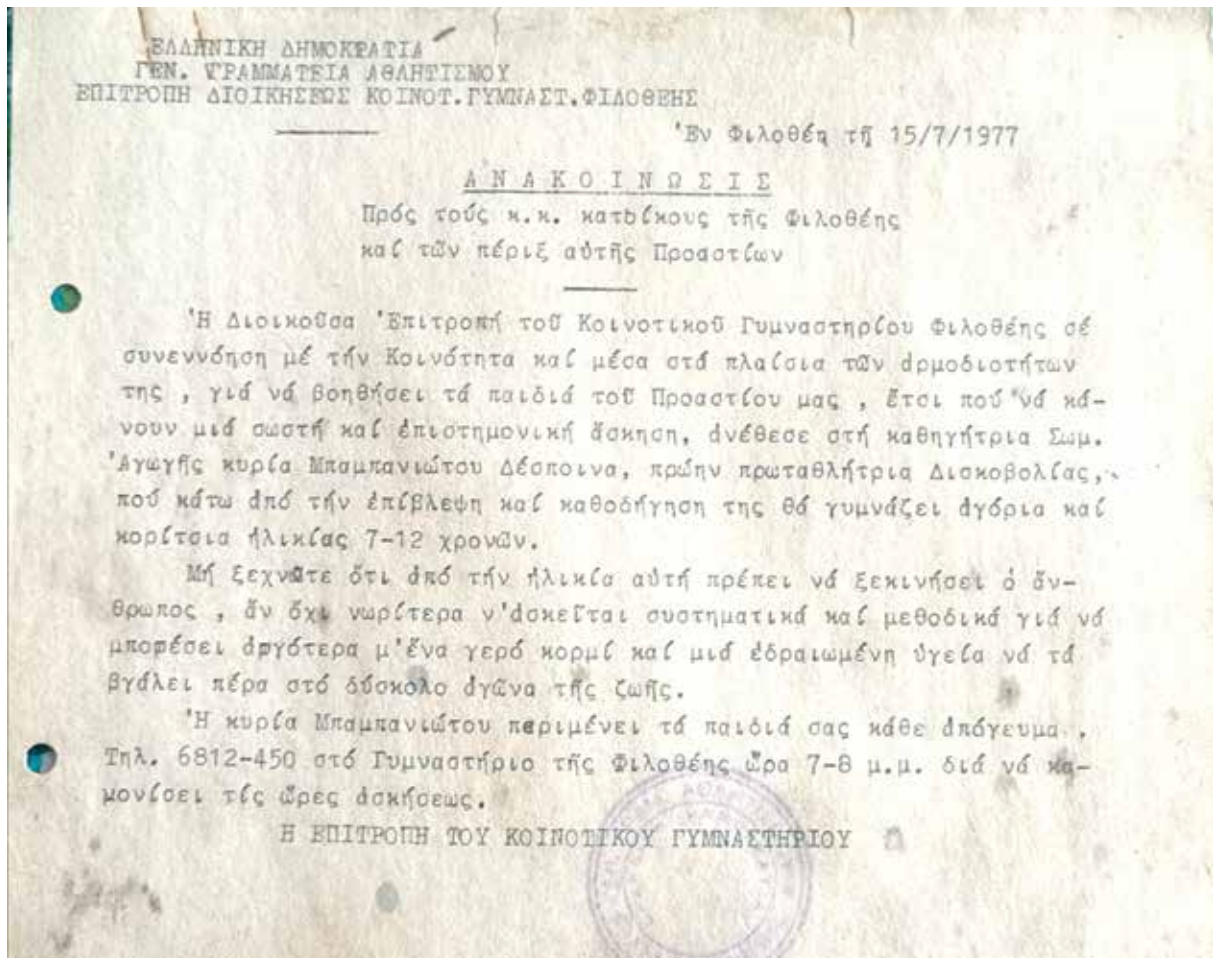 ΕΛΛΗΝΙΚΗ ΔΗΜΟΚΡΑΤΙΑ
ΓΕΝ. ΓΡΑΜΜΑΤΕΙΑ ΑΘΛΗΤΙΣΜΟΥ
ΕΠΙΤΡΟΠΗ ΔΙΟΙΚΗΣΕΩΣ ΚΟΙΝΟΤ.ΓΥΜΝΑΣΤ.ΦΙΛΟΘΕΗΣ
Ἐν Φιλοθέη τῇ 15/7/1977
Α Ν Α Κ Ο Ι Ν Ω Σ Ι Σ
Πρός τούς κ.κ. κατοίκους τῆς Φιλοθέης
καί τῶν πέριξ αὐτῆς Προαστίων
Ἡ Διοικοῦσα Ἐπιτροπή τοῦ Κοινοτικοῦ Γυμναστηρίου Φιλοθέης σέ
συνεννόηση μέ τήν Κοινότητα καί μέσα στά πλαίσια τῶν ἁρμοδιοτήτων
της , γιά νά βοηθήσει τά παιδιά τοῦ Προαστίου μας , ἔτσι πού νά κά-
νουν μιά σωστή καί ἐπιστημονική ἄσκηση, ἀνέθεσε στή καθηγήτρια Σωμ.
Ἀγωγῆς κυρία Μπαμπανιώτου Δέσποινα, πρώην πρωταθλήτρια Δισκοβολίας,
πού κάτω ἀπό τήν ἐπίβλεψη καί καθοδήγηση της θά γυμνάζει ἀγόρια καί
κορίτσια ἡλικίας 7-12 χρονῶν.
Μή ξεχνᾶτε ὅτι ἀπό τήν ἡλικία αὐτή πρέπει νά ξεκινήσει ὁ ἄν-
θρωπος , ἄν ὄχι νωρίτερα ν'ἀσκεῖται συστηματικά καί μεθοδικά γιά νά
μπορέσει ἀργότερα μ'ἕνα γερό κορμί καί μιά ἑδραιωμένη ὑγεία νά τά
βγάλει πέρα στό δύσκολο ἀγῶνα τῆς ζωῆς.
Ἡ κυρία Μπαμπανιώτου περιμένει τά παιδιά σας κάθε ἀπόγευμα .
Τηλ. 6812-450 στό Γυμναστήριο τῆς Φιλοθέης ὥρα 7-8 μ.μ. διά νά κα-
μονίσει τίς ὧρες ἀσκήσεως.
Η ΕΠΙΤΡΟΠΗ ΤΟΥ ΚΟΙΝΟΤΙΚΟΥ ΓΥΜΝΑΣΤΗΡΙΟΥ